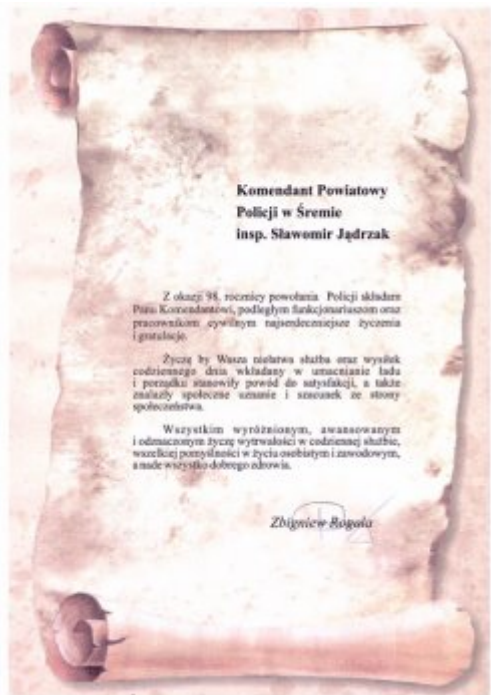 Komendant Powiatowy
Policji w Śremie
insp. Sławomir Jądrzak
Z okazji 98. rocznicy powołania Policji składam
Panu Komendantowi, podległym funkcjonariuszom oraz
pracownikom cywilnym najserdeczniejsze życzenia
i gratulacje.
Życzę by Wasza niełatwa służba oraz wysiłek
codziennego dnia wkładany w umacnianie ładu
i porządku stanowiły powód do satysfakcji, a także
znalazły społeczne uznanie i szacunek ze strony
społeczeństwa.
Wszystkim wyróżnionym, awansowanym
i odznaczonym życzę wytrwałości w codziennej służbie,
wszelkiej pomyślności w życiu osobistym i zawodowym,
a nade wszystko dobrego zdrowia.
Zbigniew Rogala